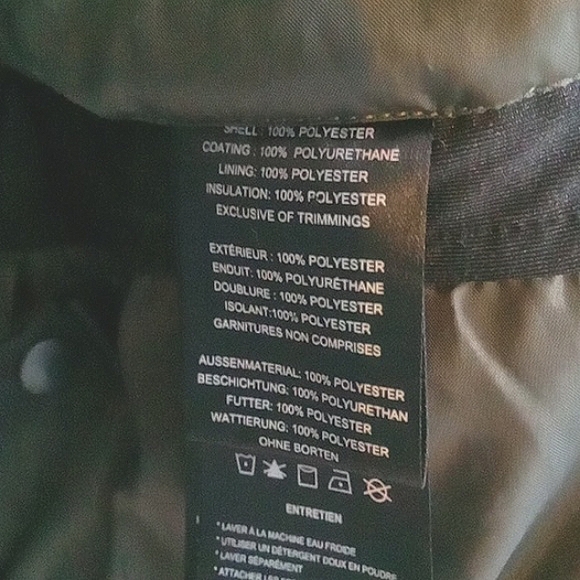 SHELL : 100% POLYESTER
COATING : 100% POLYURETHANE
LINING: 100% POLYESTER
INSULATION: 100% POLYESTER
EXCLUSIVE OF TRIMMINGS
EXTÉRIEUR : 100% POLYESTER
ENDUIT: 100% POLYURÉTHANE
DOUBLURE : 100% POLYESTER
ISOLANT:100% POLYESTER
GARNITURES NON COMPRISES
AUSSENMATERIAL: 100% POLYESTER
BESCHICHTUNG: 100% POLYURETHAN
FUTTER: 100% POLYESTER
WATTIERUNG: 100% POLYESTER
OHNE BORTEN
ENTRETIEN
* LAVER À LA MACHINE EAU FROIDE
* UTILISER UN DÉTERGENT DOUX EN POUDRE
* LAVER SÉPARÉMENT
* ATTACHER LES